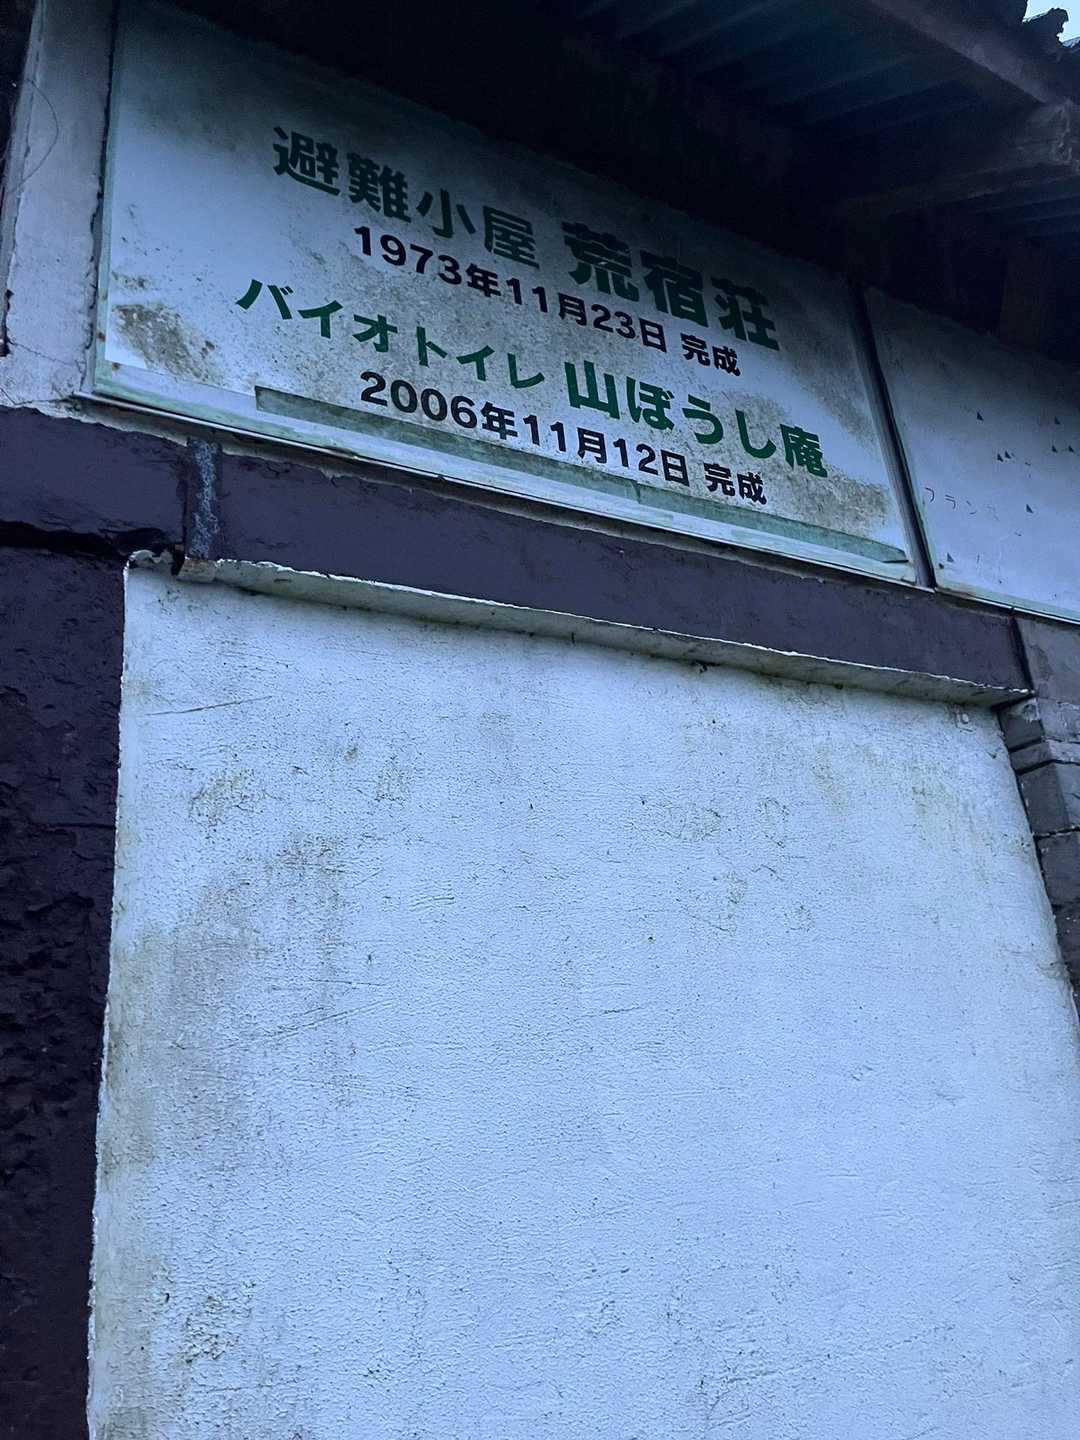 避難小屋 荒宿荘
1973年11月23日 完成
バイオトイレ 山ぼうし庵
2006年11月12日 完成